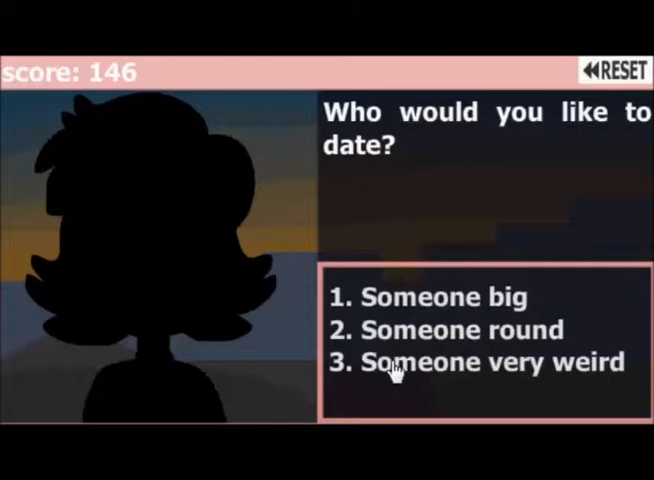 score: 146
◀◀RESET
Who would you like to
date?
1. Someone big
2. Someone round
3. Someone very weird